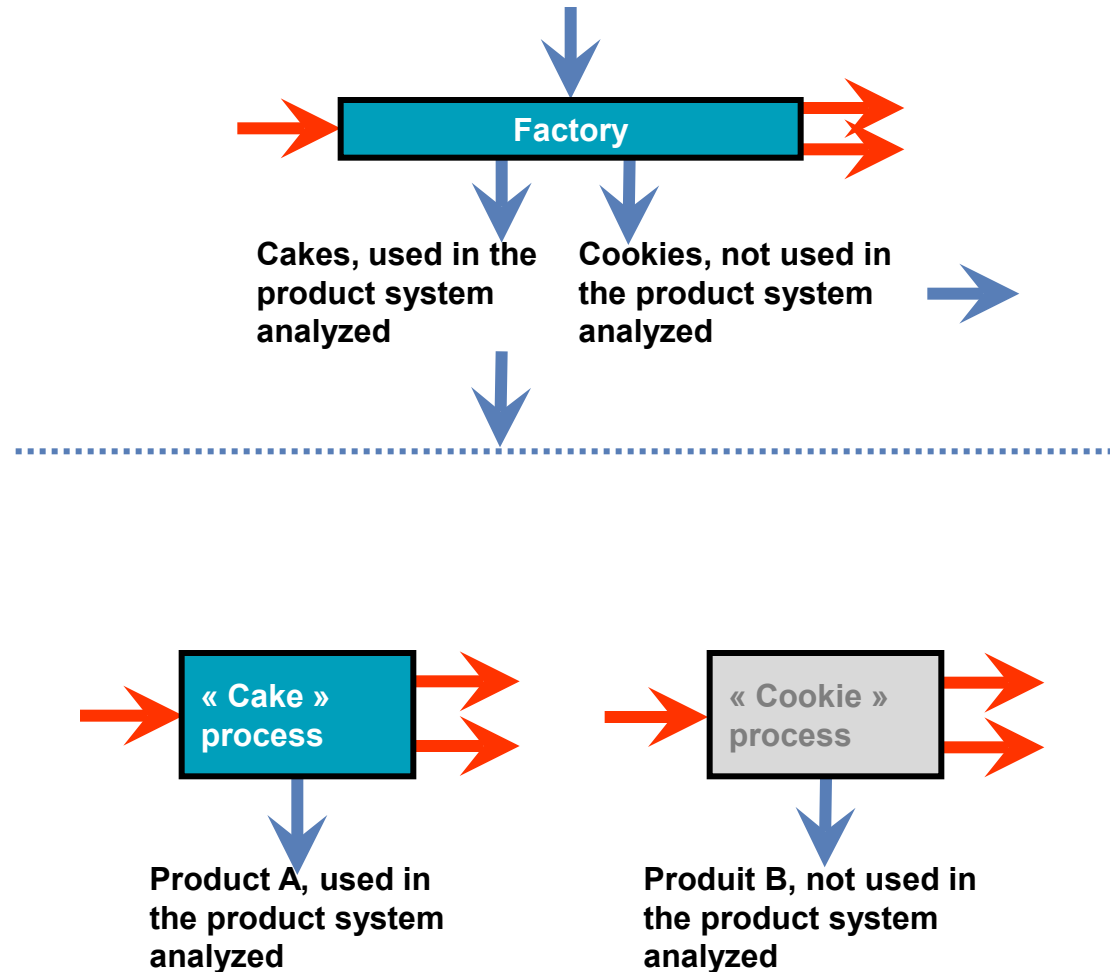 Factory
Cakes, used in the
product system
analyzed
Cookies, not used in
the product system
analyzed
« Cake »
process
« Cookie »
process
Product A, used in
the product system
analyzed
Produit B, not used in
the product system
analyzed